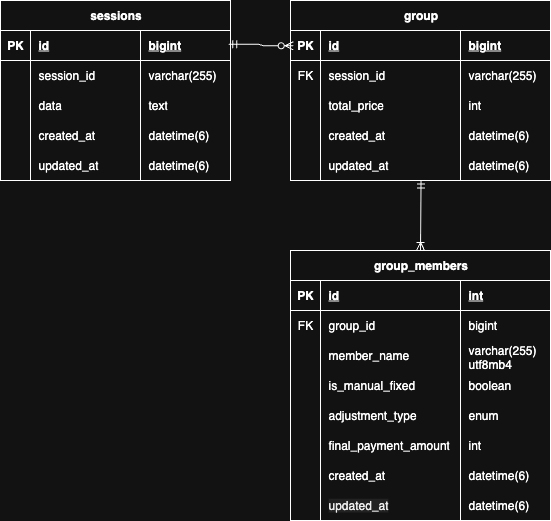 sessions
PK id bigint
session_id varchar(255)
data text
created_at datetime(6)
updated_at datetime(6)
group
PK id bigint
FK session_id varchar(255)
total_price int
created_at datetime(6)
updated_at datetime(6)
group_members
PK id int
FK group_id bigint
member_name varchar(255)
utf8mb4
is_manual_fixed boolean
adjustment_type enum
final_payment_amount int
created_at datetime(6)
updated_at datetime(6)